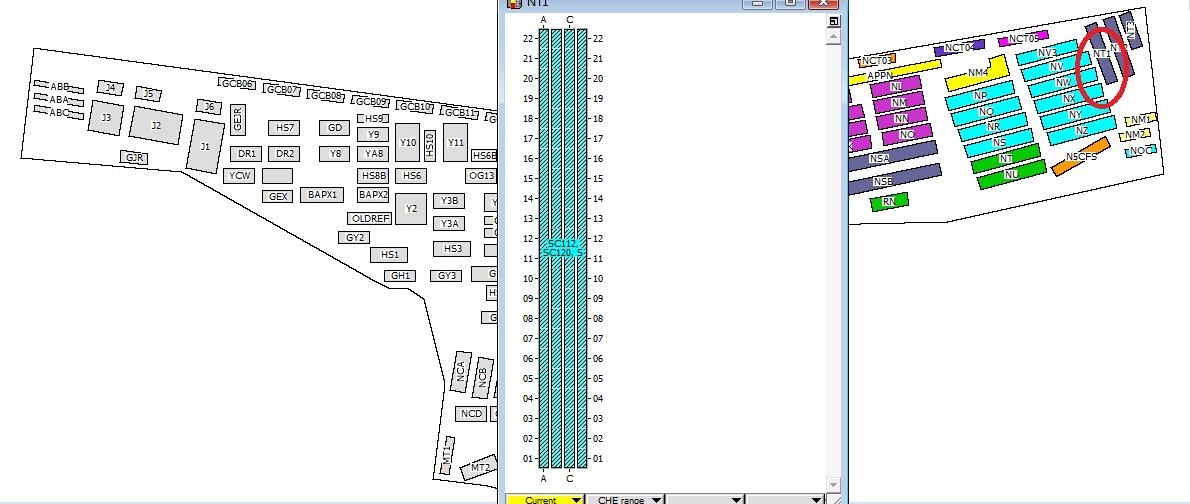 ABB
ABA
ABC
J4
J5
J3
J2
J6
J1
GJR
GEJR
GCB06
GCB07
GCB08
GCB09
GCB10
GCB11
HS7
GD
HS9
Y9
Y10
HS10
Y11
DR1
DR2
Y8
YA8
HS6B
YCW
HS8B
HS6
OG13
GEX
BAPX1
BAPX2
Y2
Y3B
OLDREF
Y3A
GY2
HS1
HS3
GH1
GY3
NCA
NCB
NCD
MT1
MT2
NT1
A C
22 22
21 21
20 20
19 19
18 18
17 17
16 16
15 15
14 14
13 13
12 12
SC112,
SC120, S
11 11
10 10
09 09
08 08
07 07
06 06
05 05
04 04
03 03
02 02
01 01
A C
Current
CHE range
NCT03
NCT04
NCT05
APPN
NL
NM
NN
NO
NSA
NSB
RN
NM4
NP
NQ
NR
NS
NT
NU
NV3
NV
NW
NX
NY
NZ
N5CFS
NT1
NT3
NM1
NM2
NOG